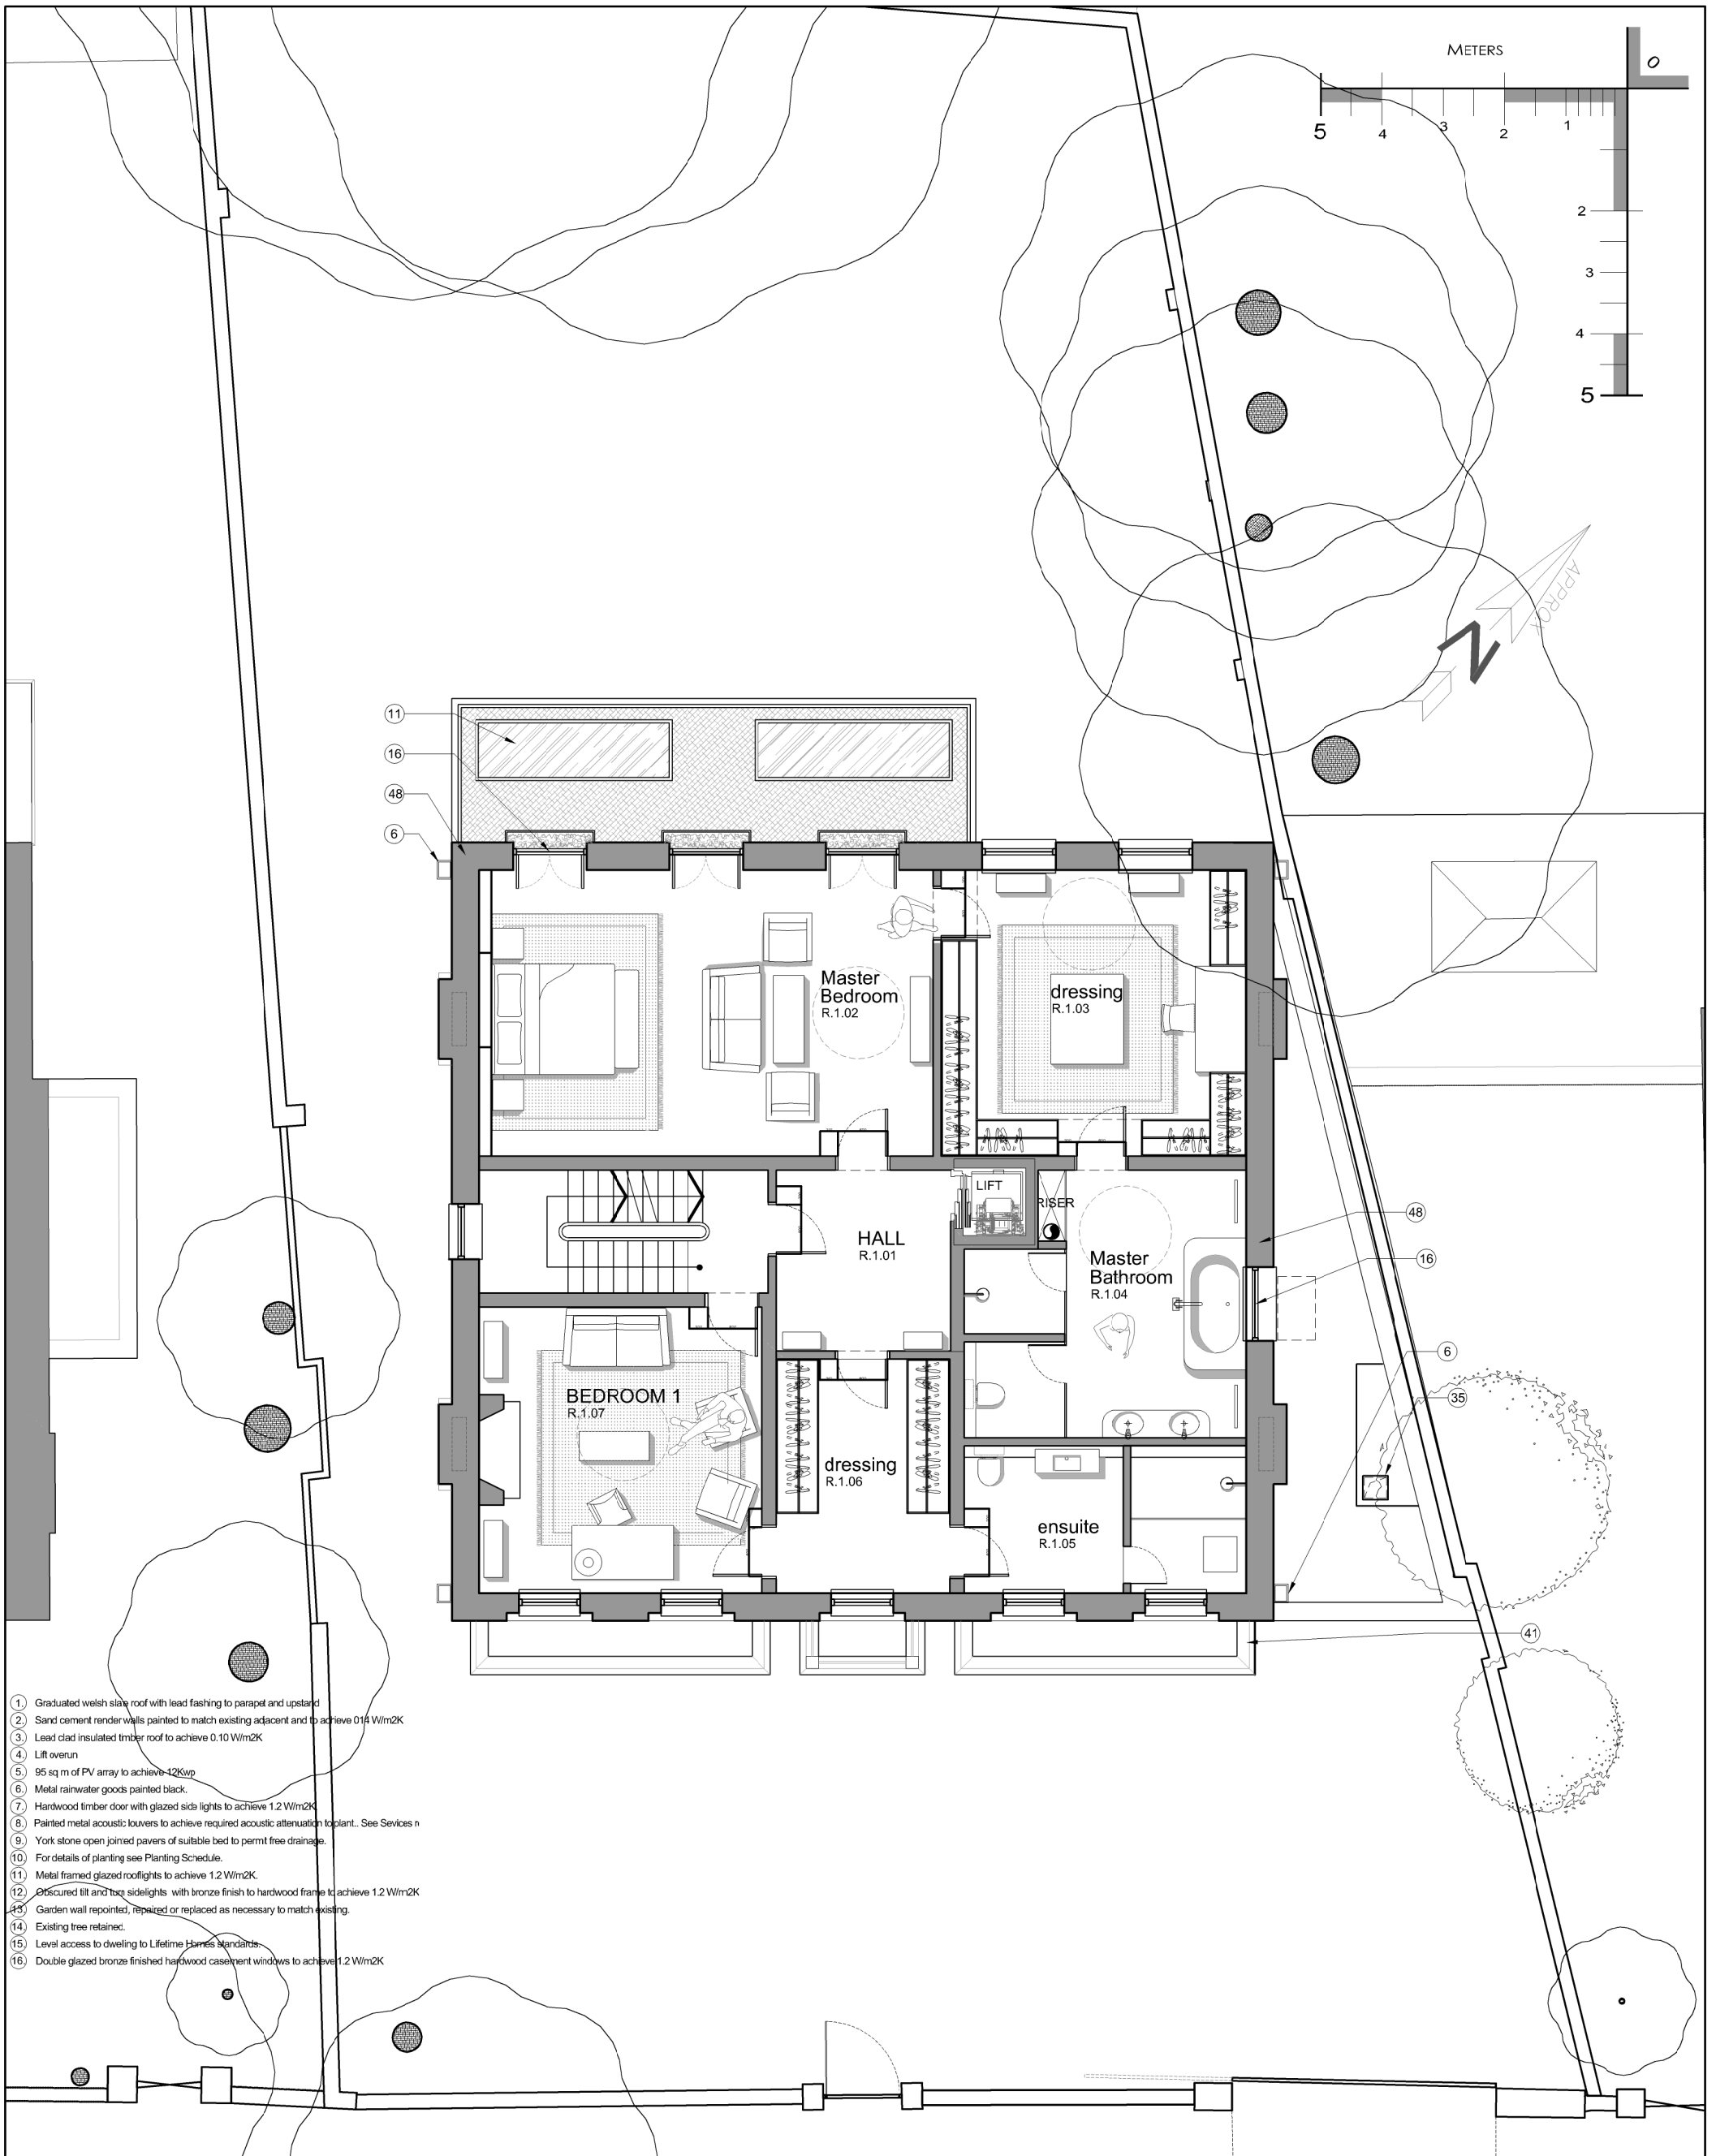 METERS
0
5
4
3
2
1
2
3
4
5
APPROX
N
11
16
48
6
Master
Bedroom
R.1.02
dressing
R.1.03
LIFT
RISER
HALL
R.1.01
Master
Bathroom
R.1.04
48
16
6
35
BEDROOM 1
R.1.07
dressing
R.1.06
ensuite
R.1.05
41
1. Graduated welsh slate roof with lead flashing to parapet and upstand
2. Sand cement render walls painted to match existing adjacent and to achieve 014 W/m2K
3. Lead clad insulated timber roof to achieve 0.10 W/m2K
4. Lift overun
5. 95 sq m of PV array to achieve 12Kwp
6. Metal rainwater goods painted black.
7. Hardwood timber door with glazed side lights to achieve 1.2 W/m2K
8. Painted metal acoustic louvers to achieve required acoustic attenuation to plant.. See Sevices
9. York stone open jointed pavers of suitable bed to permit free drainage.
10. For details of planting see Planting Schedule.
11. Metal framed glazed rooflights to achieve 1.2 W/m2K.
12. Obscured tilt and turn sidelights with bronze finish to hardwood frame to achieve 1.2 W/m2K
13. Garden wall repointed, repaired or replaced as necessary to match existing.
14. Existing tree retained.
15. Level access to dwelling to Lifetime Homes standards.
16. Double glazed bronze finished hardwood casement windows to achieve 1.2 W/m2K